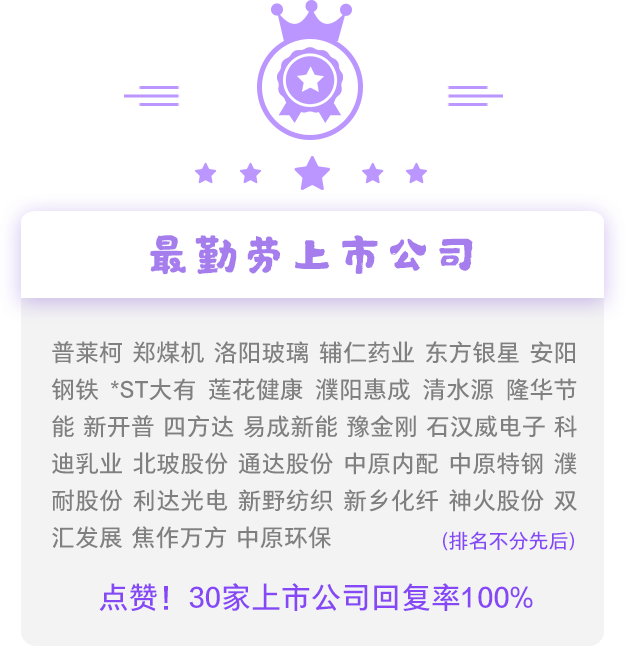 最勤劳上市公司
普莱柯 郑煤机 洛阳玻璃 辅仁药业 东方银星 安阳
钢铁 *ST大有 莲花健康 濮阳惠成 清水源 隆华节
能 新开普 四方达 易成新能 豫金刚 石汉威电子 科
迪乳业 北玻股份 通达股份 中原内配 中原特钢 濮
耐股份 利达光电 新野纺织 新乡化纤 神火股份 双
汇发展 焦作万方 中原环保
(排名不分先后)
点赞！30家上市公司回复率100%